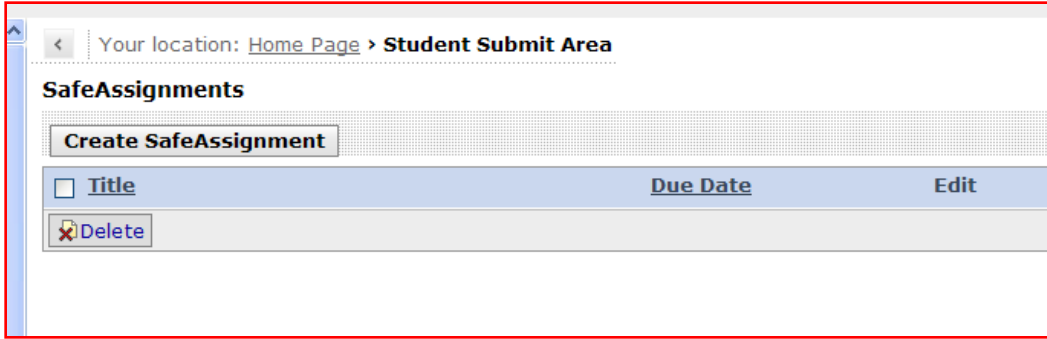 Your location: Home Page › Student Submit Area
SafeAssignments
Create SafeAssignment
Title Due Date Edit
Delete